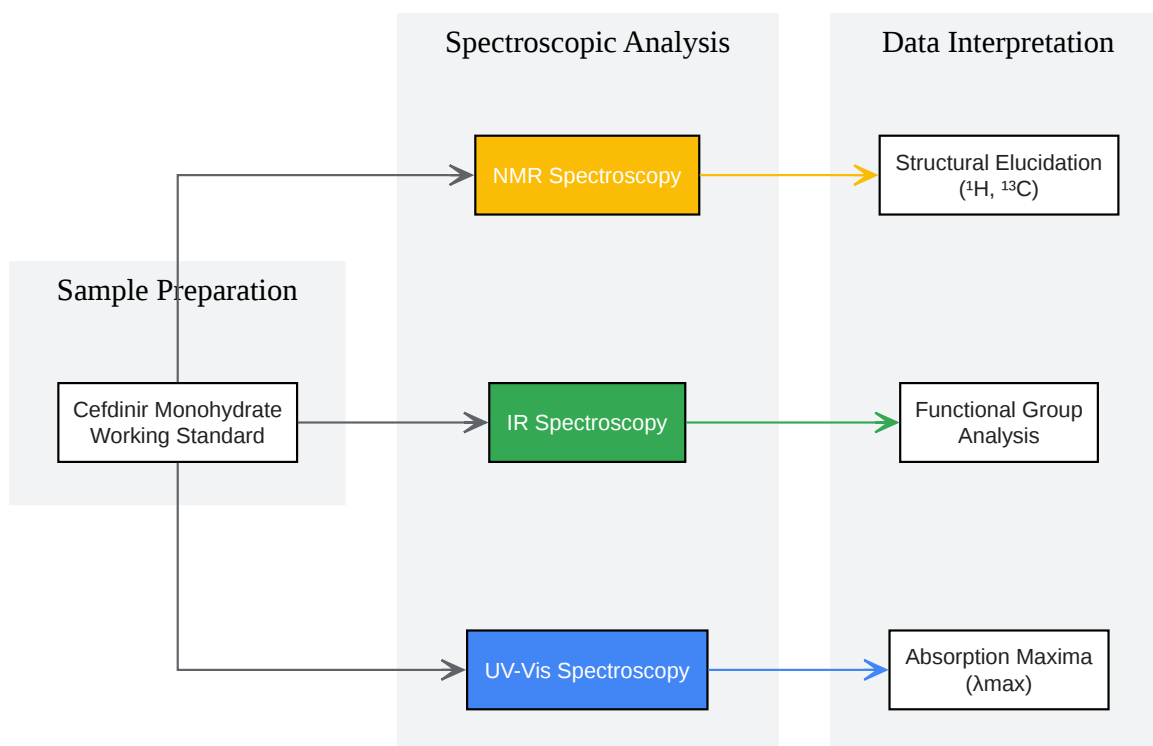 Spectroscopic Analysis
Data Interpretation
NMR Spectroscopy
Structural Elucidation
(¹H, ¹³C)
Sample Preparation
Cefdinir Monohydrate
Working Standard
IR Spectroscopy
Functional Group
Analysis
UV-Vis Spectroscopy
Absorption Maxima
(λmax)